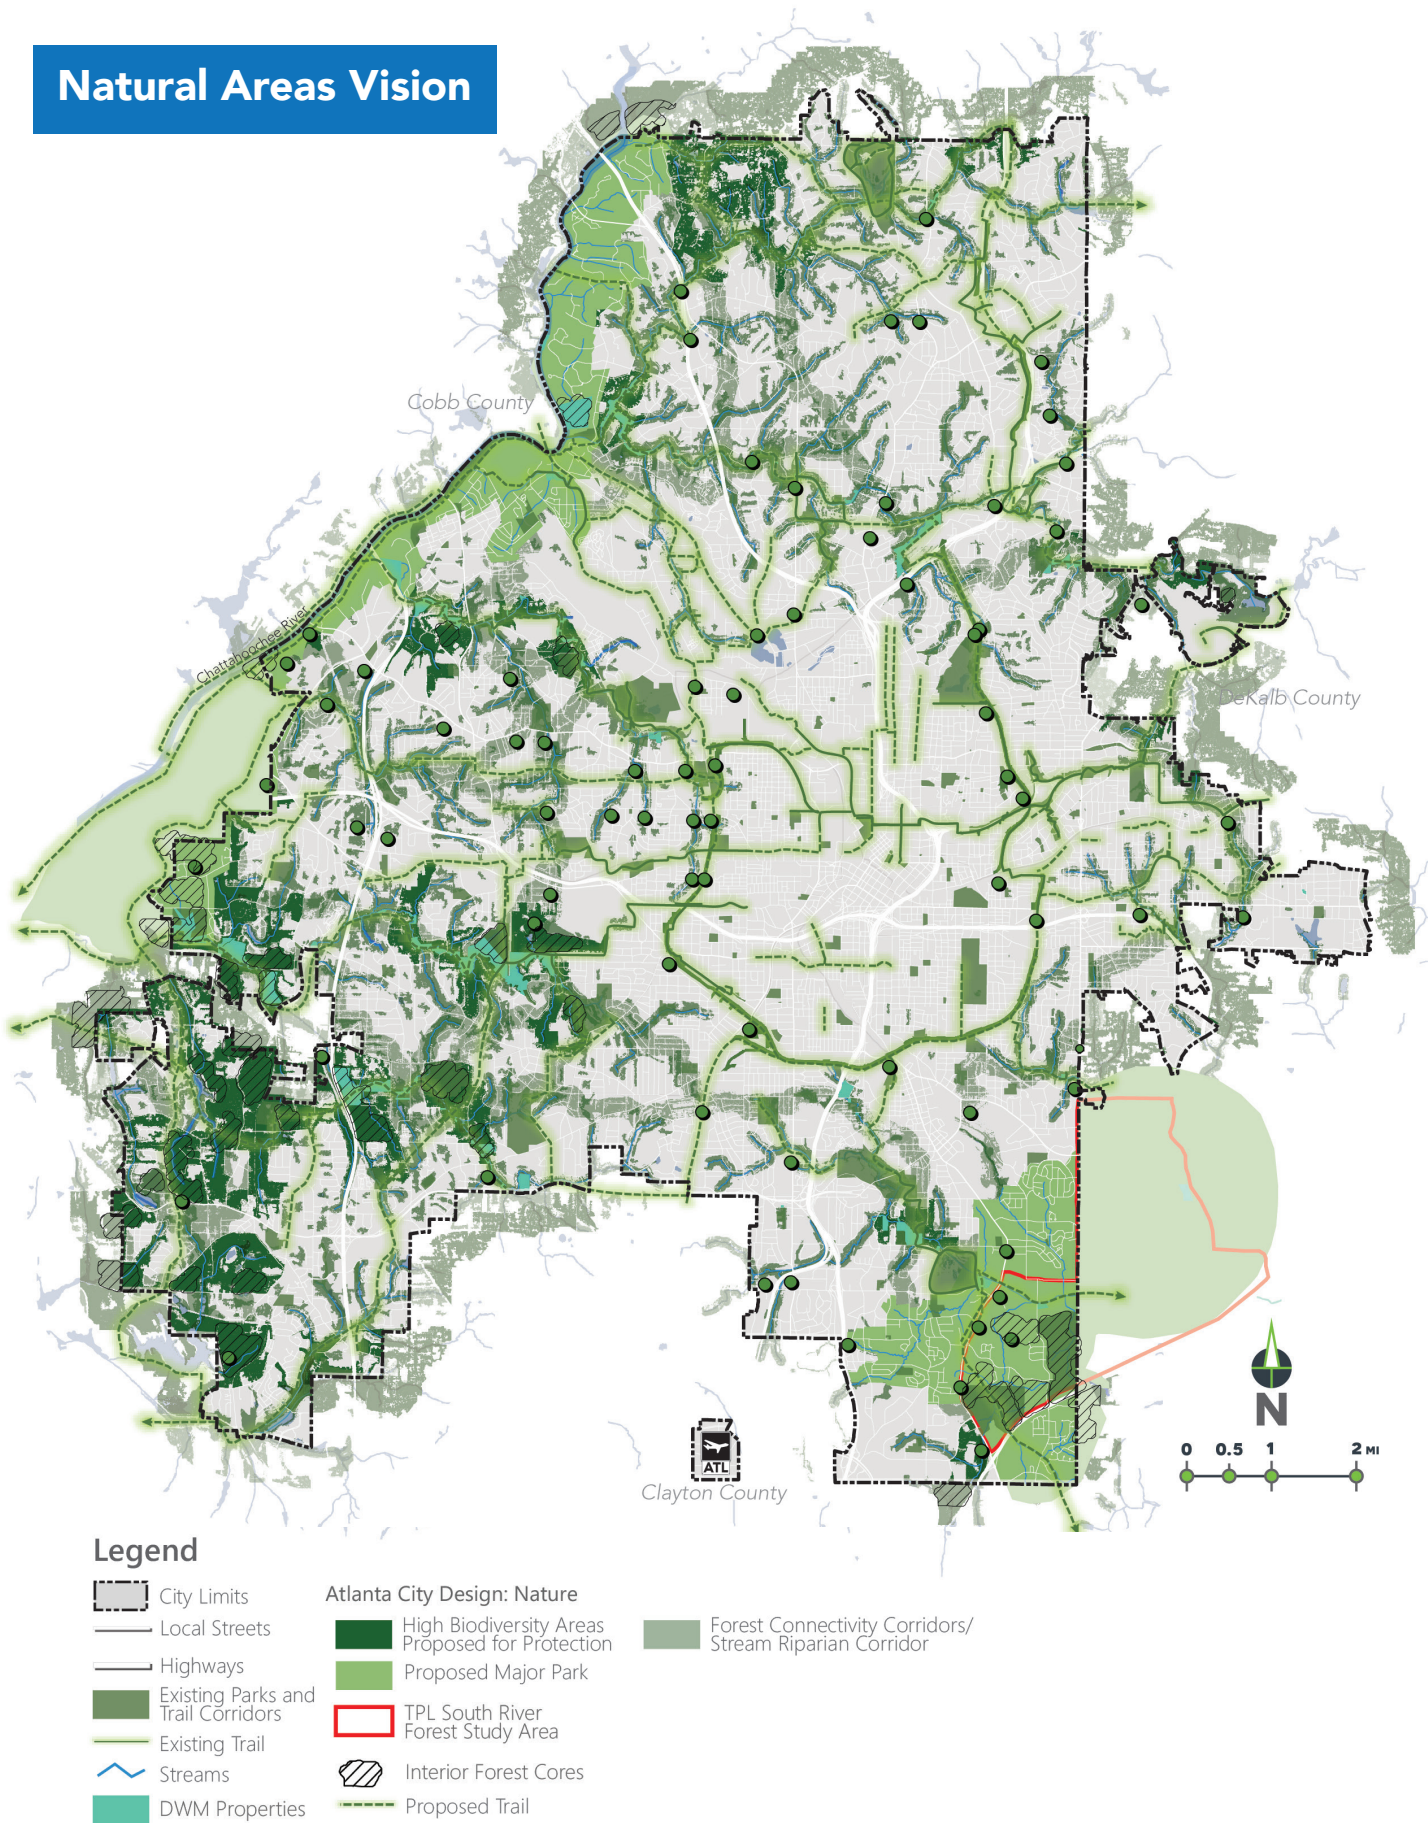 Natural Areas Vision
Cobb County
Chattahoochee River
DeKalb County
N
0 0.5 1 2 MI
ATL
Clayton County
Legend
City Limits
Local Streets
Highways
Existing Parks and
Trail Corridors
Existing Trail
Streams
DWM Properties
Atlanta City Design: Nature
High Biodiversity Areas
Proposed for Protection
Proposed Major Park
TPL South River
Forest Study Area
Interior Forest Cores
Proposed Trail
Forest Connectivity Corridors/
Stream Riparian Corridor